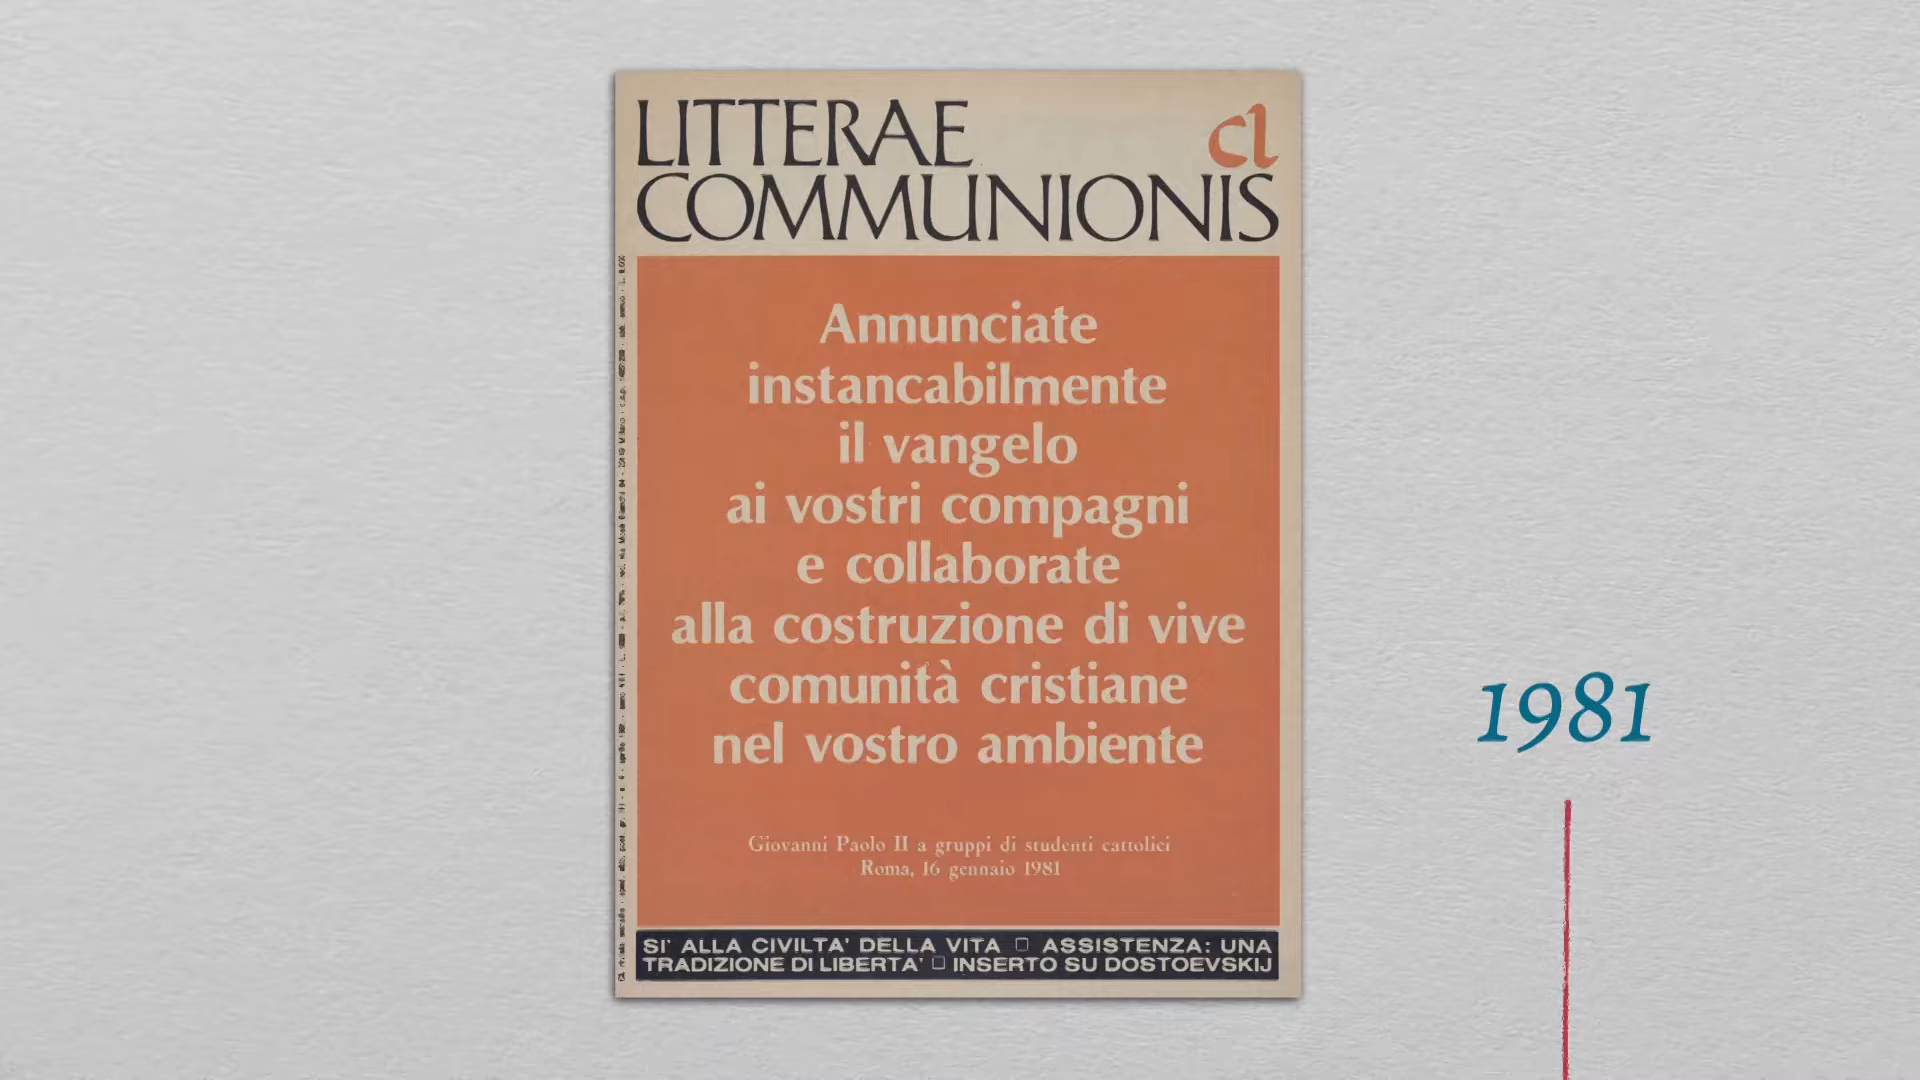 LITTERAE
cl
COMMUNIONIS
Annunciate
instancabilmente
il vangelo
ai vostri compagni
e collaborate
alla costruzione di vive
comunità cristiane
nel vostro ambiente
Giovanni Paolo II a gruppi di studenti cattolici
Roma, 16 gennaio 1981
SI' ALLA CIVILTA' DELLA VITA □ ASSISTENZA: UNA
TRADIZIONE DI LIBERTA' □ INSERTO SU DOSTOEVSKIJ
1981